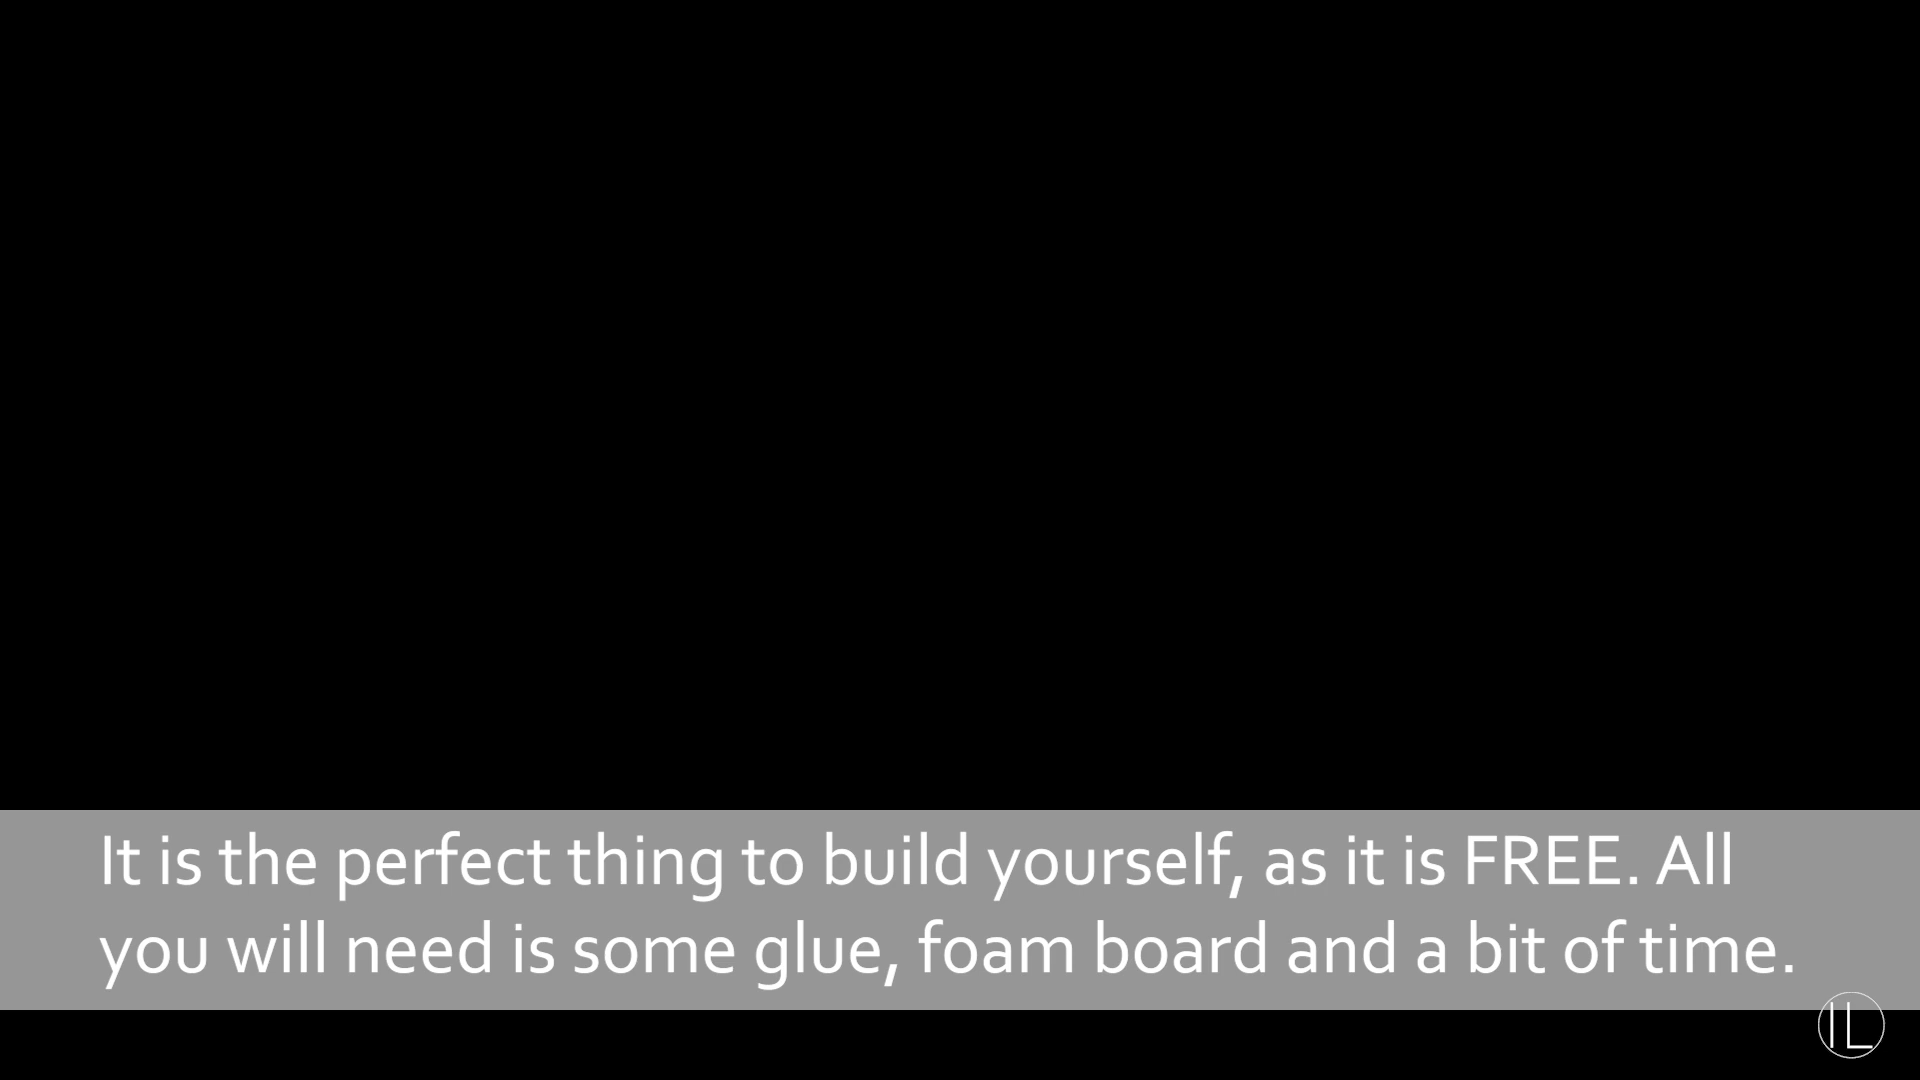 It is the perfect thing to build yourself, as it is FREE. All
you will need is some glue, foam board and a bit of time.
IL